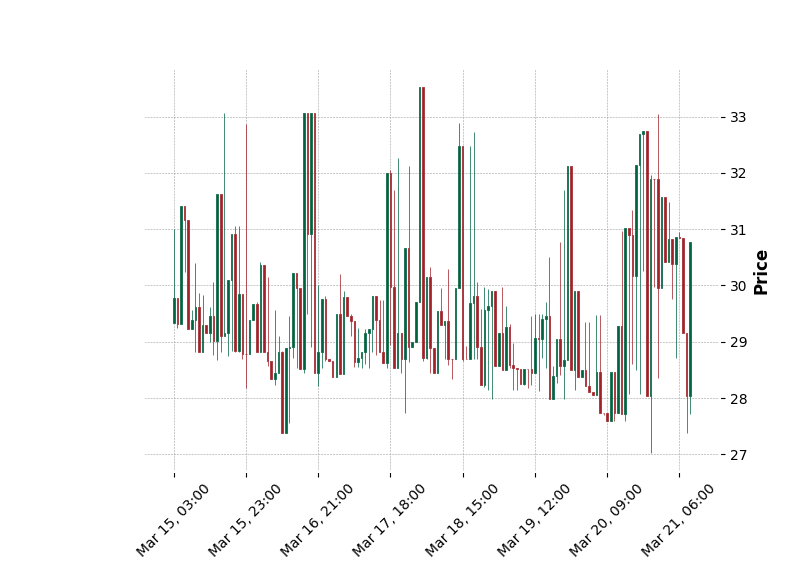 33
32
31
30
29
28
27
Price
Mar 15, 03:00
Mar 15, 23:00
Mar 16, 21:00
Mar 17, 18:00
Mar 18, 15:00
Mar 19, 12:00
Mar 20, 09:00
Mar 21, 06:00